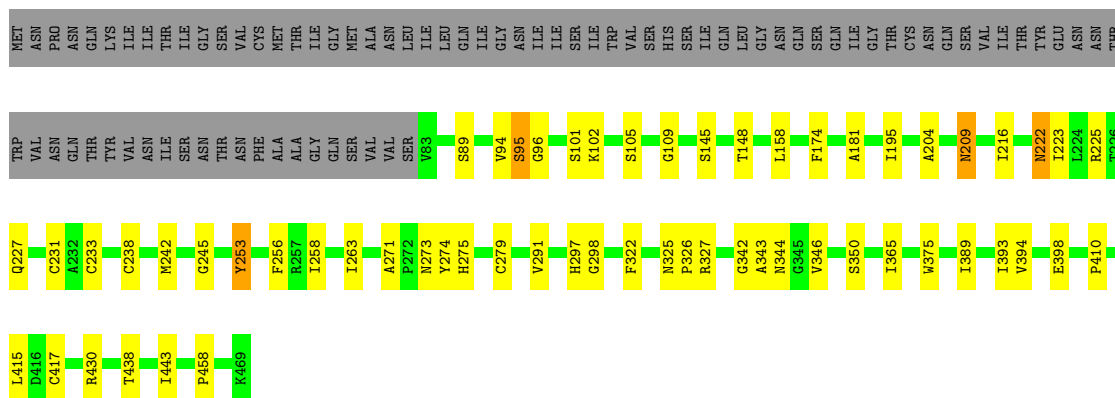 MET ASN PRO ASN GLN LYS ILE ILE THR ILE GLY SER VAL CYS MET THR ILE GLY MET ALA ASN LEU ILE LEU GLN ILE GLY ASN ILE ILE SER ILE TRP VAL SER HIS SER ILE GLN LEU GLY ASN GLN SER GLN ILE GLY THR CYS ASN GLN SER VAL ILE THR TYR GLU ASN ASN THR
TRP VAL ASN GLN THR TYR VAL ASN ILE SER ASN THR ASN PHE ALA ALA GLY GLN SER VAL VAL SER V83 S89 V94 S95 G96 S101 K102 S105 G109 S145 T148 L158 F174 A181 I195 A204 N209 I216 N222 I223 L224 R225 T226
Q227 C231 A232 C233 C238 M242 G245 Y253 F256 R257 I258 I263 A271 P272 N273 Y274 H275 C279 V291 H297 G298 F322 N325 P326 R327 G342 A343 N344 G345 V346 S350 I365 W375 I389 I393 V394 E398 P410
L415 D416 C417 R430 T438 I443 P458 K469